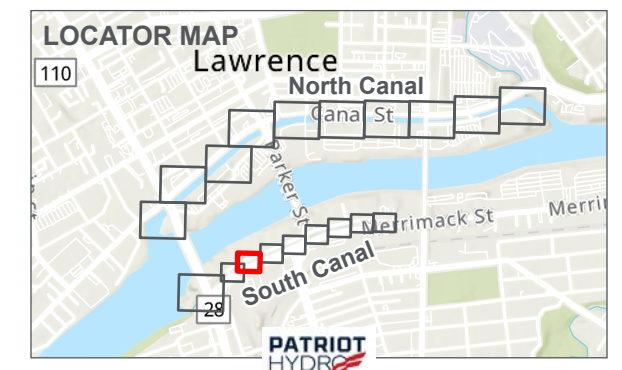 LOCATOR MAP
110
Lawrence
North Canal
Canal St
Parker St
Merrimack St
Merri
South Canal
28
PATRIOT
HYDRO